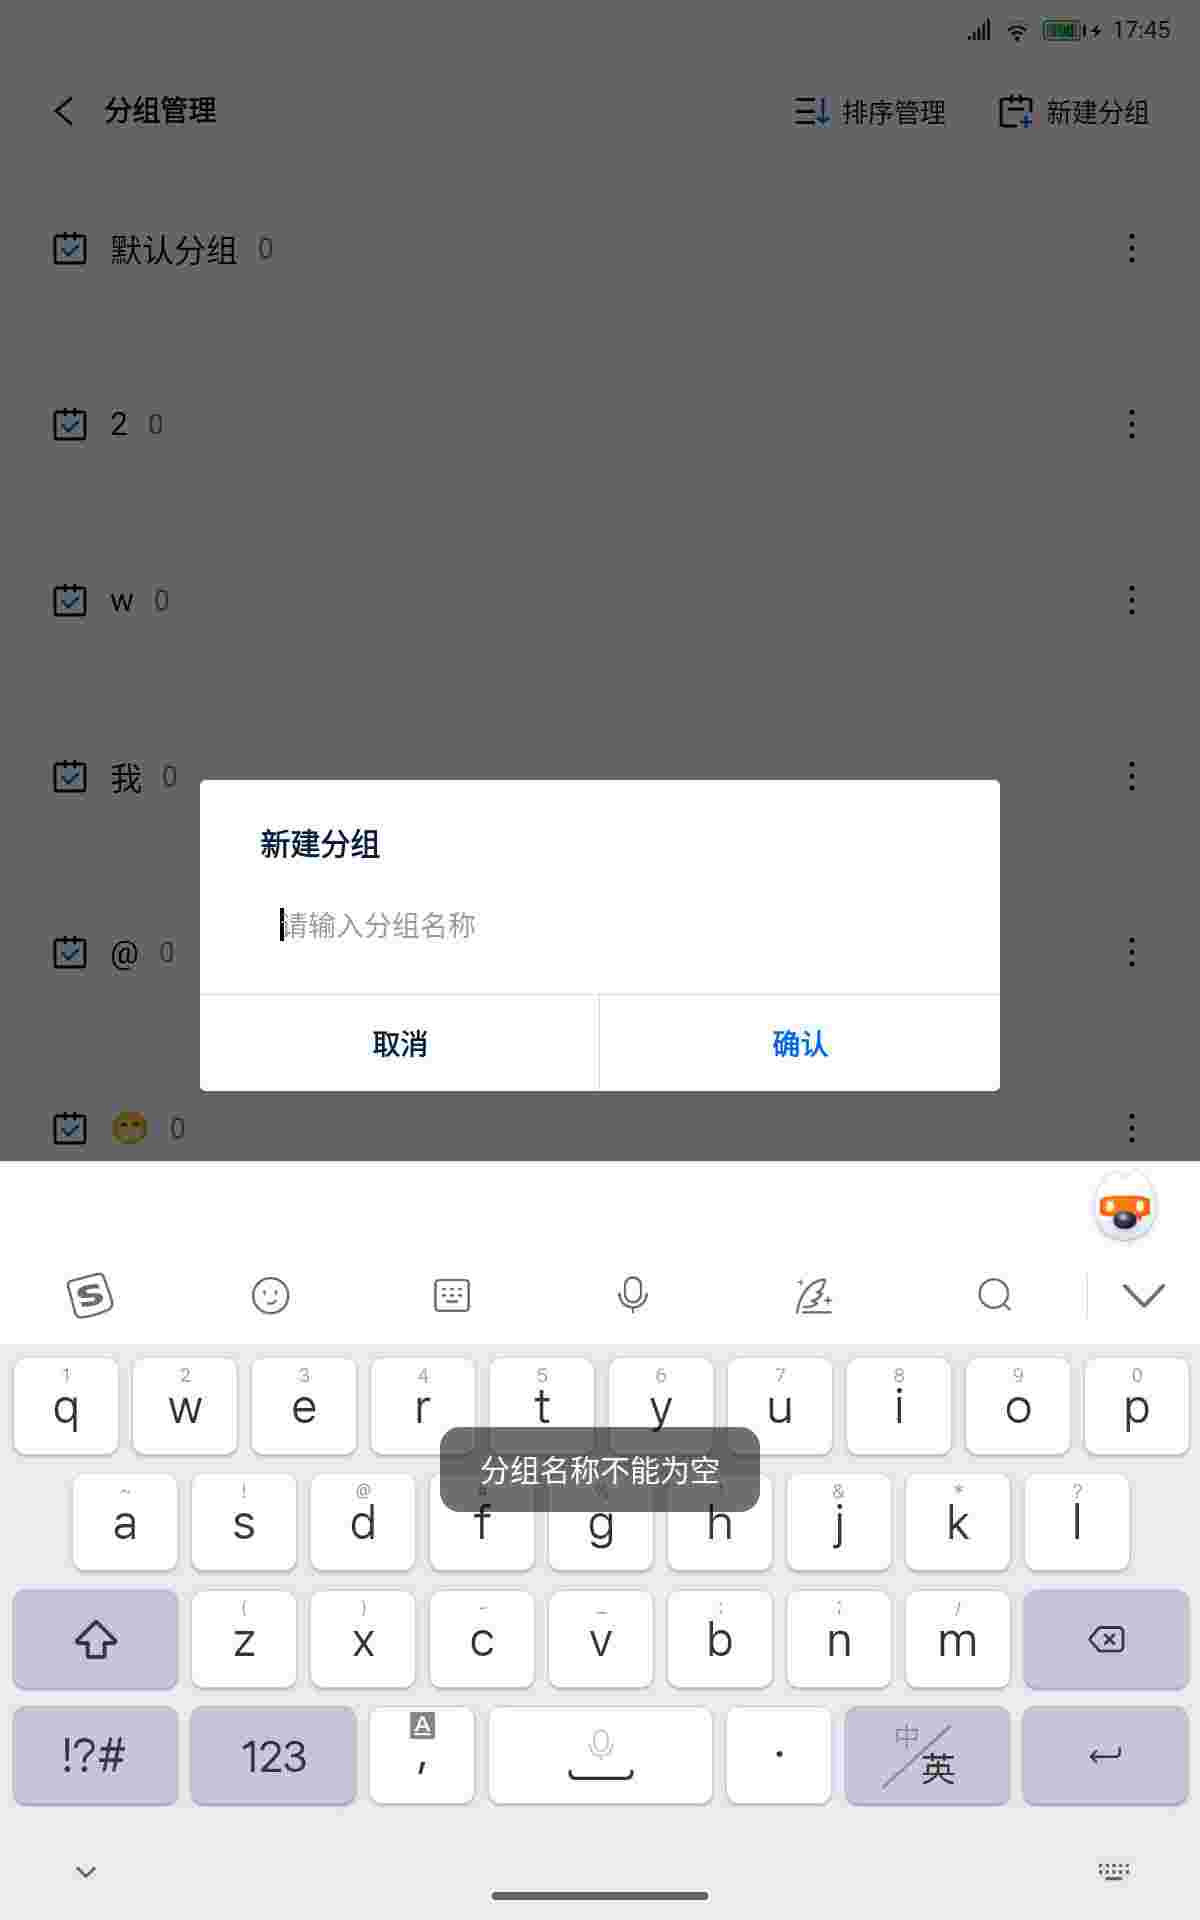 17:45
分组管理 排序管理 新建分组
默认分组 0
2 0
w 0
我 0
新建分组
请输入分组名称
@ 0
取消 确认
😁 0
1 2 3 4 5 6 7 8 9 0
q w e r t y u i o p
分组名称不能为空
~ ! @ # & * ?
a s d f g h j k l
( ) - _ : ; /
z x c v b n m
!?# 123 , . 中/英